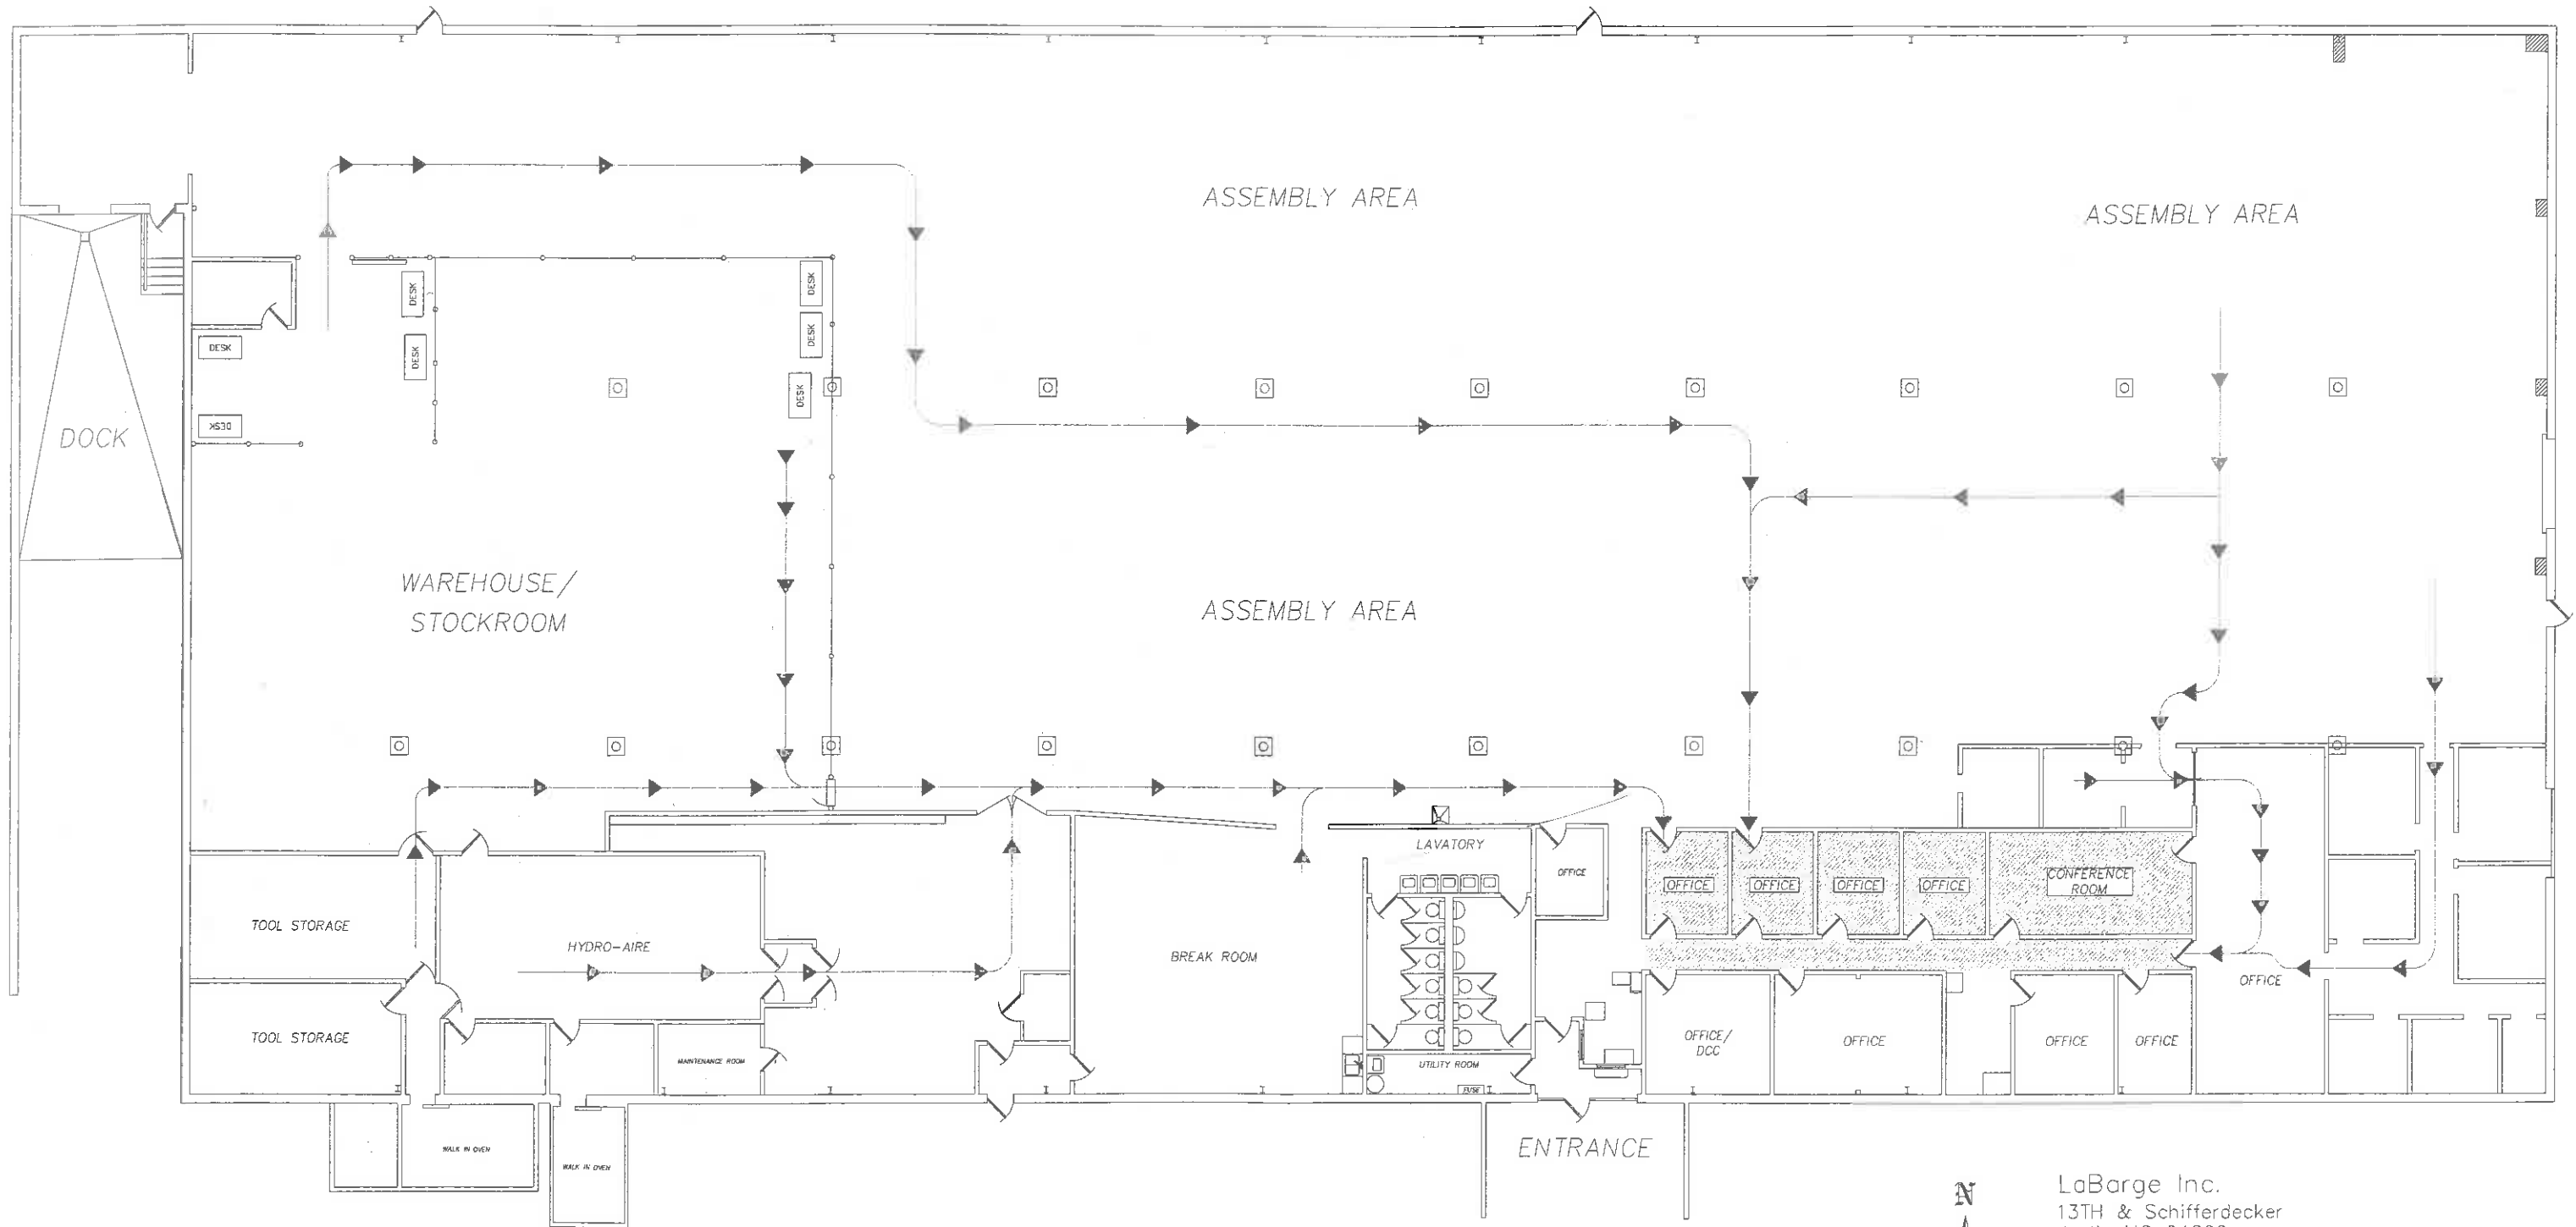 ASSEMBLY AREA
ASSEMBLY AREA
DESK
DESK
DESK
DESK
DESK
DESK
DESK
DOCK
WAREHOUSE/
STOCKROOM
ASSEMBLY AREA
LAVATORY
OFFICE
OFFICE
OFFICE
OFFICE
OFFICE
CONFERENCE
ROOM
TOOL STORAGE
HYDRO-AIRE
BREAK ROOM
OFFICE
TOOL STORAGE
MAINTENANCE ROOM
UTILITY ROOM
FUSE
OFFICE/
DCC
OFFICE
OFFICE
OFFICE
WALK IN OVEN
WALK IN OVEN
ENTRANCE
N
LaBarge Inc.
13TH & Schifferdecker